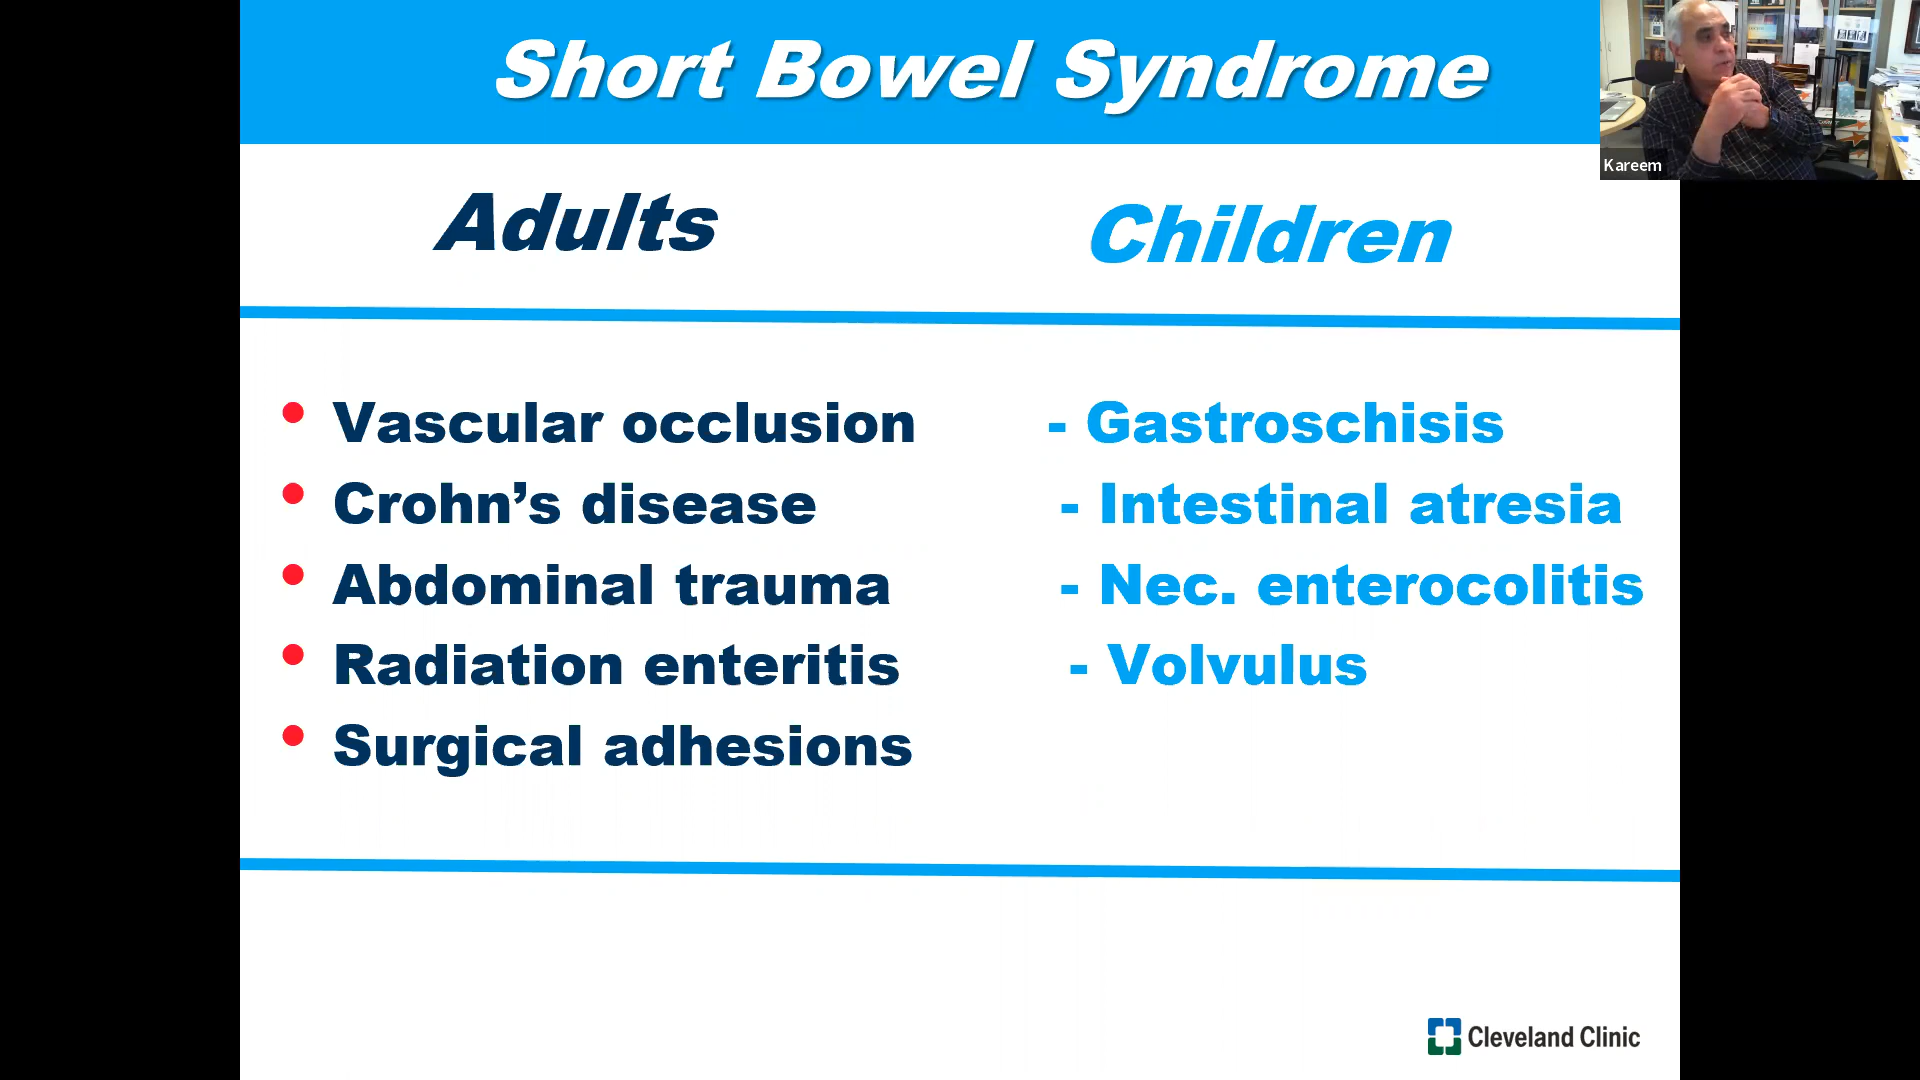 Short Bowel Syndrome
Kareem
Adults
Children
• Vascular occlusion
• Crohn’s disease
• Abdominal trauma
• Radiation enteritis
• Surgical adhesions
- Gastroschisis
- Intestinal atresia
- Nec. enterocolitis
- Volvulus
Cleveland Clinic